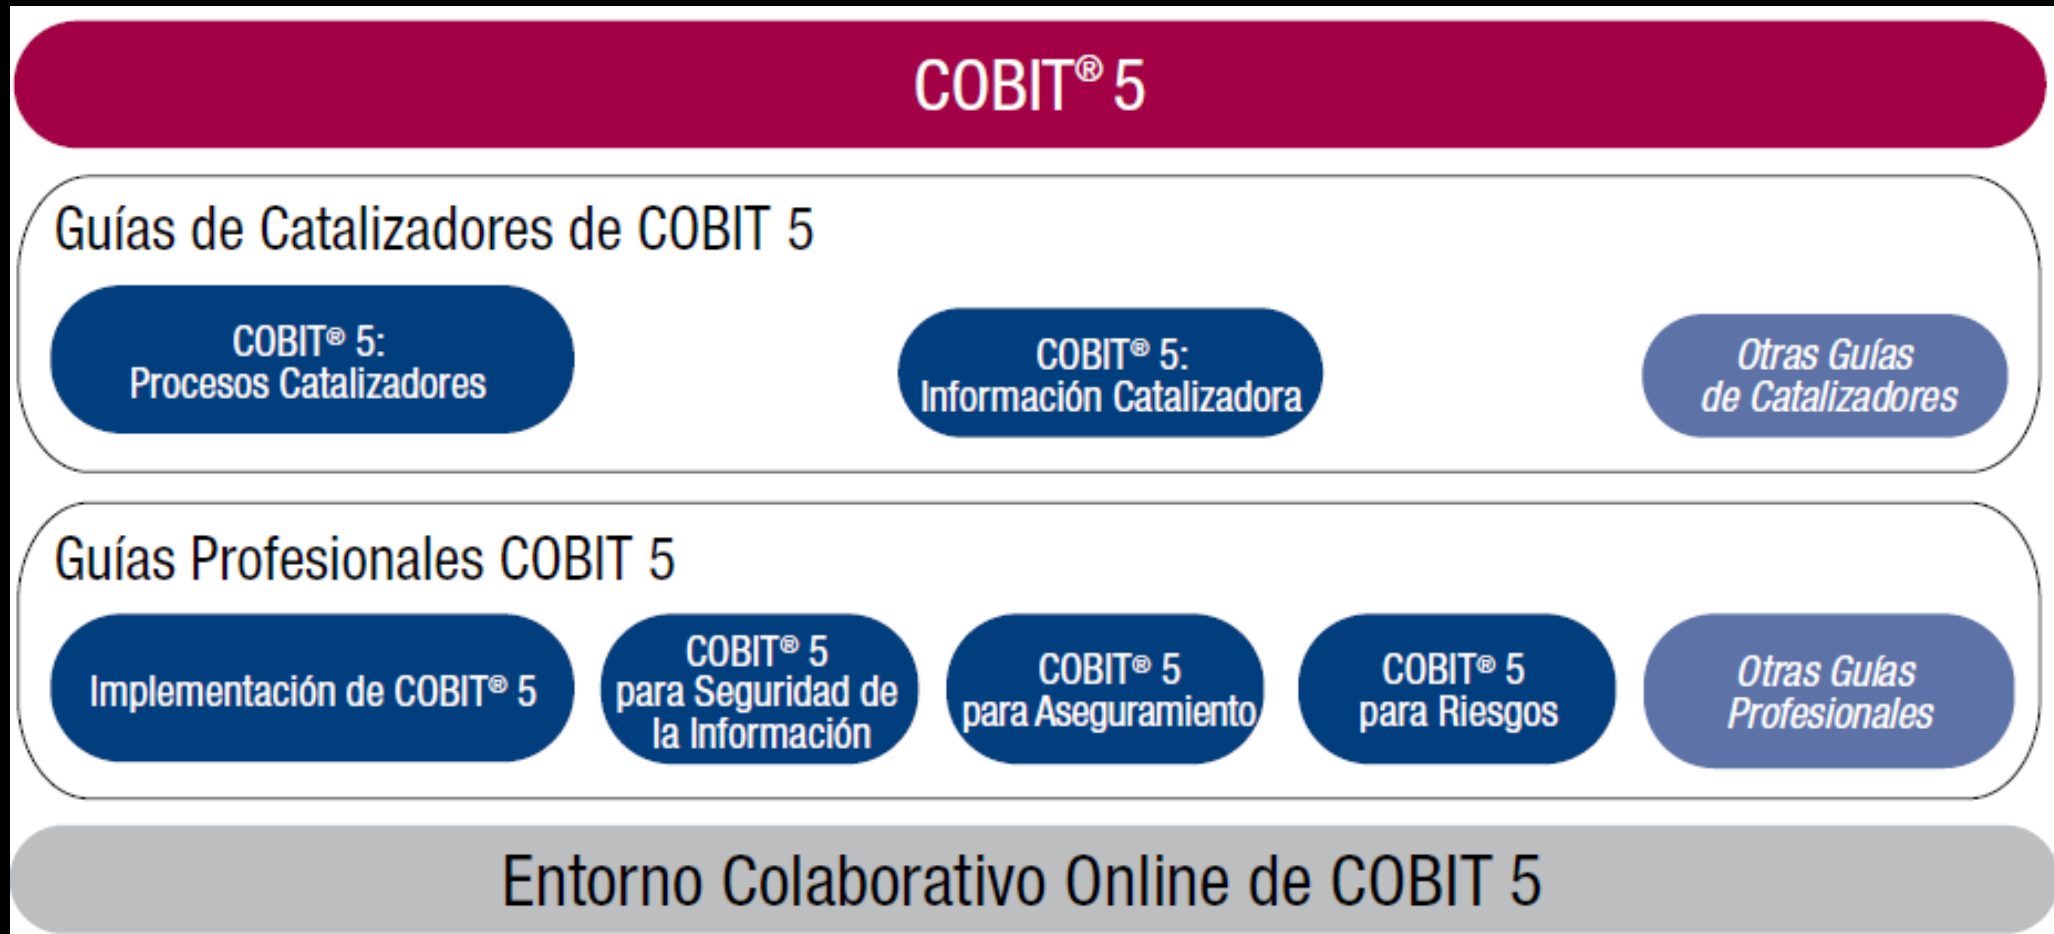 COBIT® 5
Guías de Catalizadores de COBIT 5
COBIT® 5:
Procesos Catalizadores
COBIT® 5:
Información Catalizadora
Otras Guías
de Catalizadores
Guías Profesionales COBIT 5
Implementación de COBIT® 5
COBIT® 5
para Seguridad de
la Información
COBIT® 5
para Aseguramiento
COBIT® 5
para Riesgos
Otras Guías
Profesionales
Entorno Colaborativo Online de COBIT 5